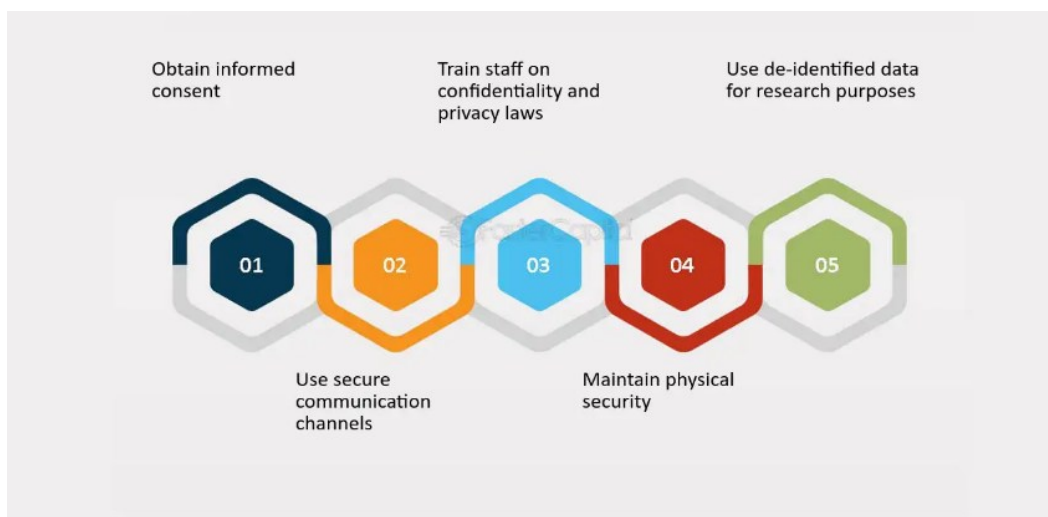 Obtain informed
consent
Train staff on
confidentiality and
privacy laws
Use de-identified data
for research purposes
FasterCapital
01
02
03
04
05
Use secure
communication
channels
Maintain physical
security